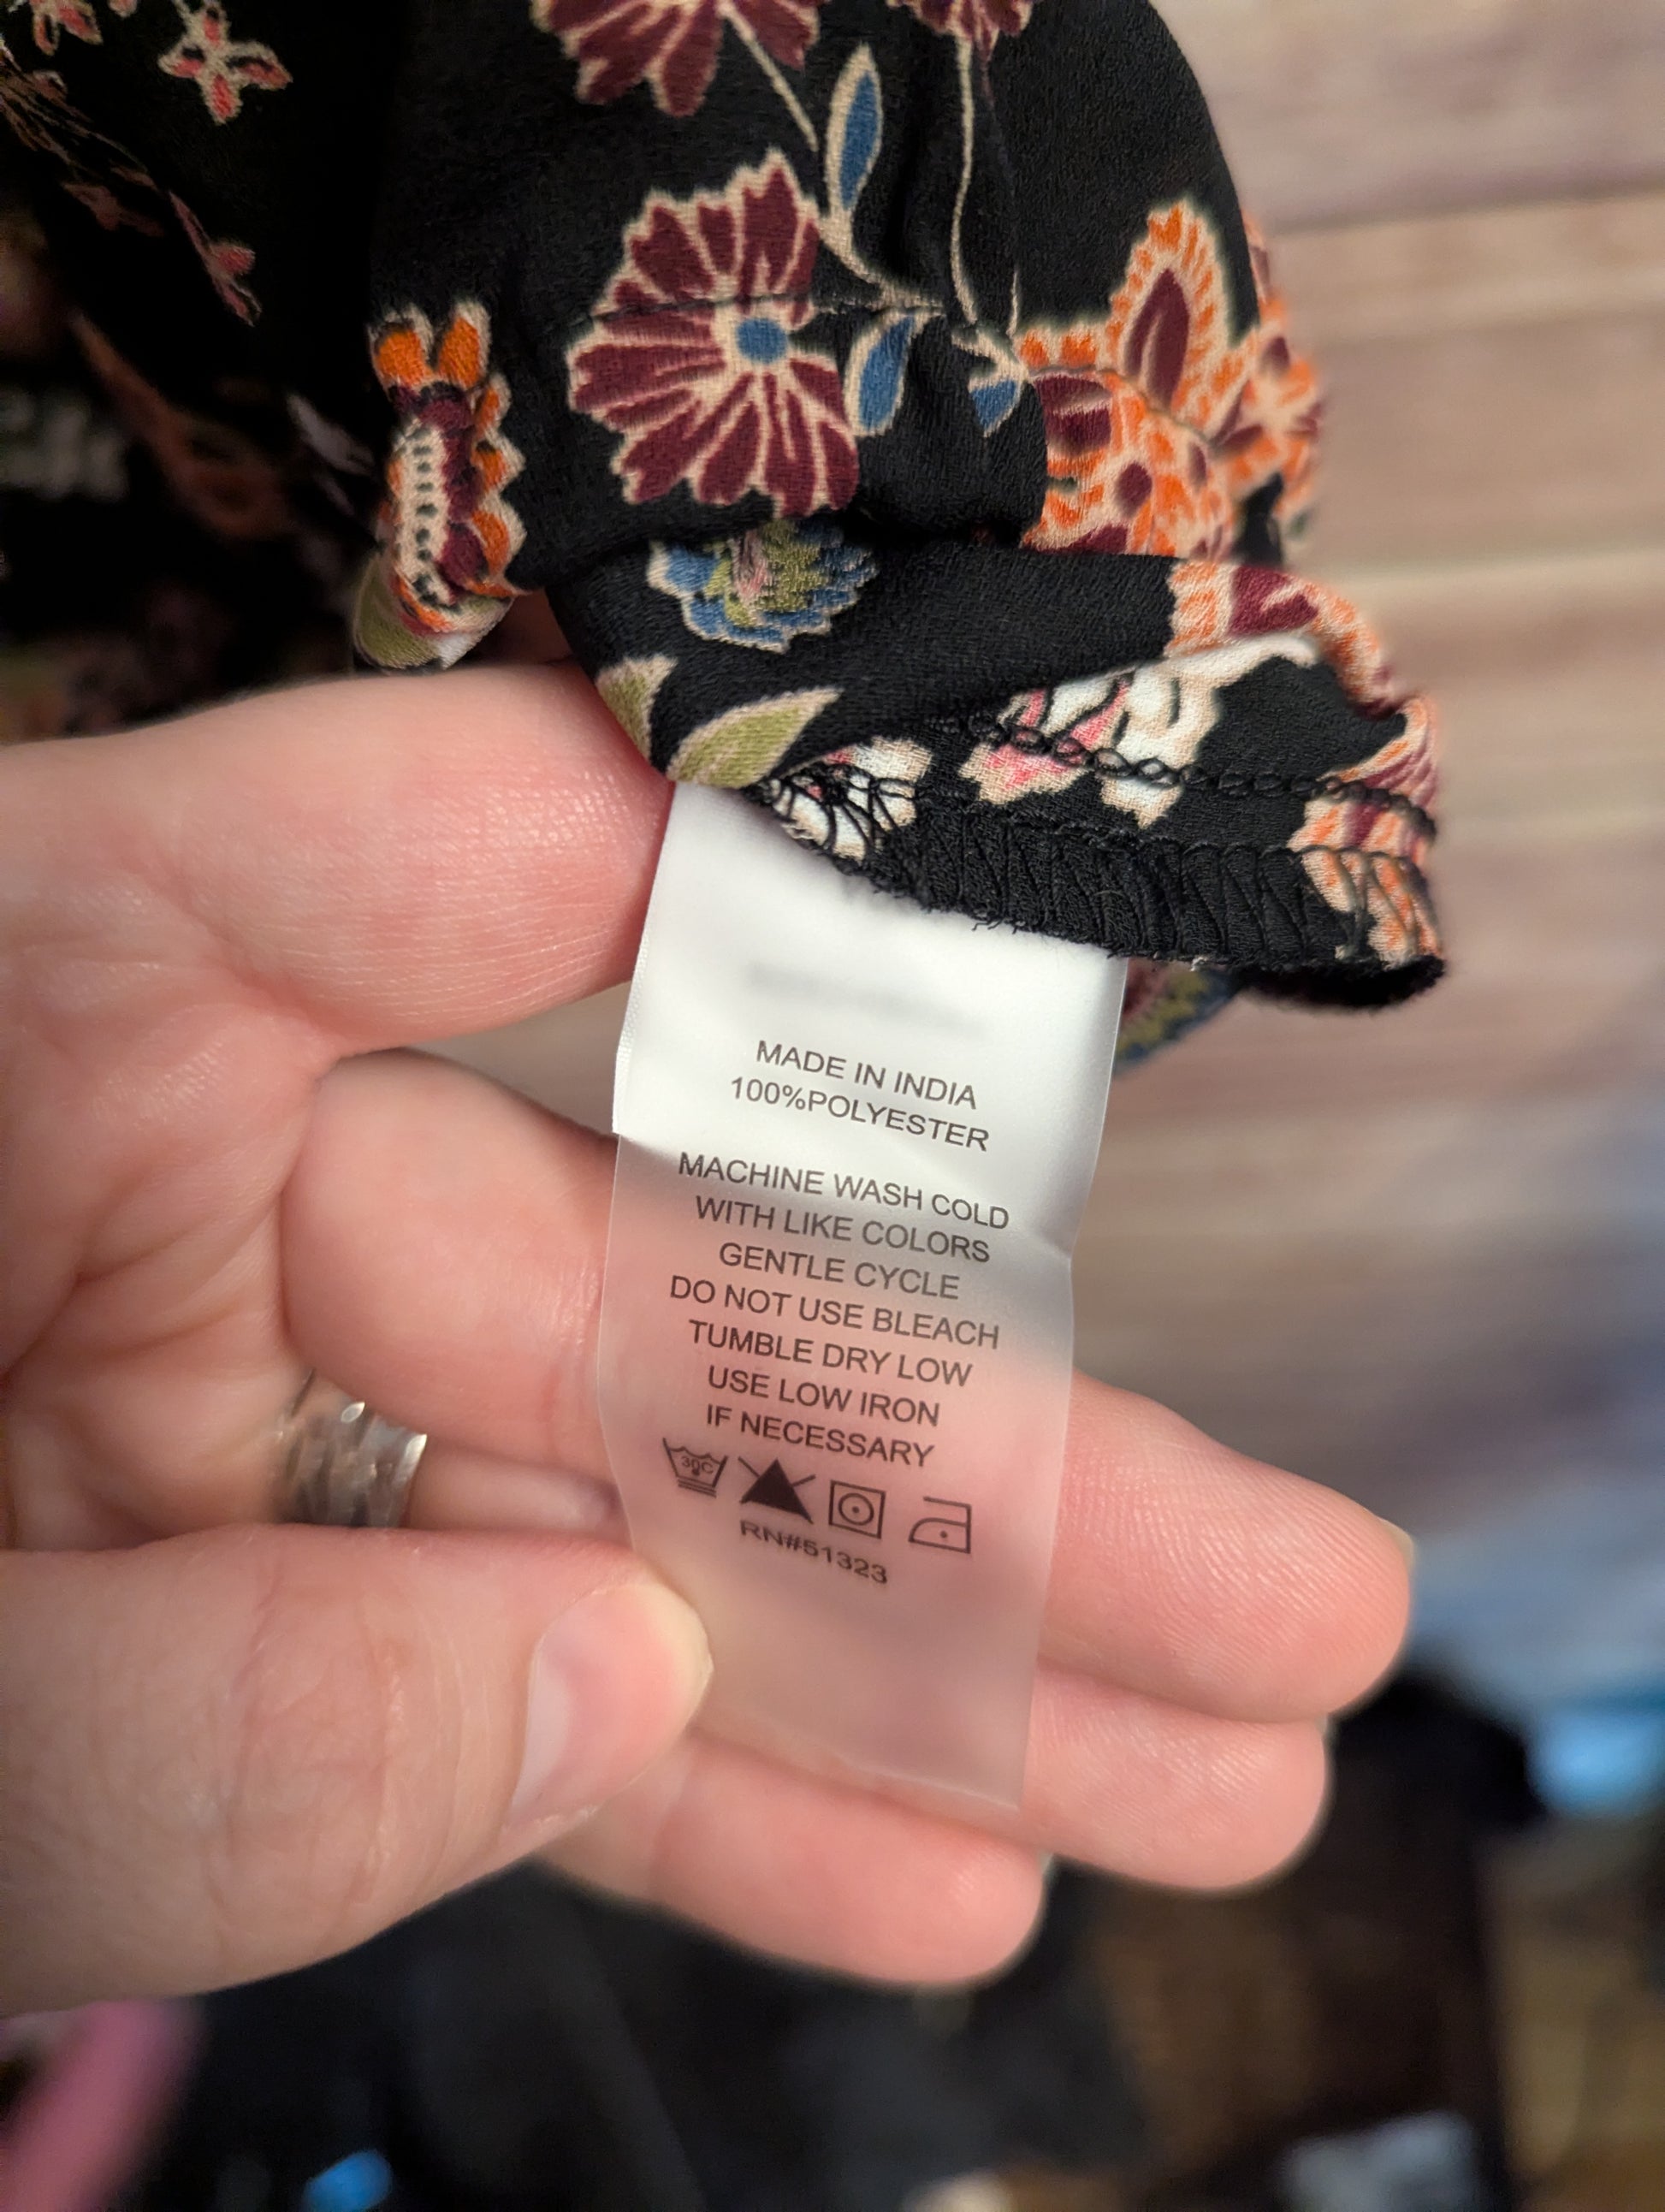 MADE IN INDIA
100%POLYESTER
MACHINE WASH COLD
WITH LIKE COLORS
GENTLE CYCLE
DO NOT USE BLEACH
TUMBLE DRY LOW
USE LOW IRON
IF NECESSARY
30C
RN#51323